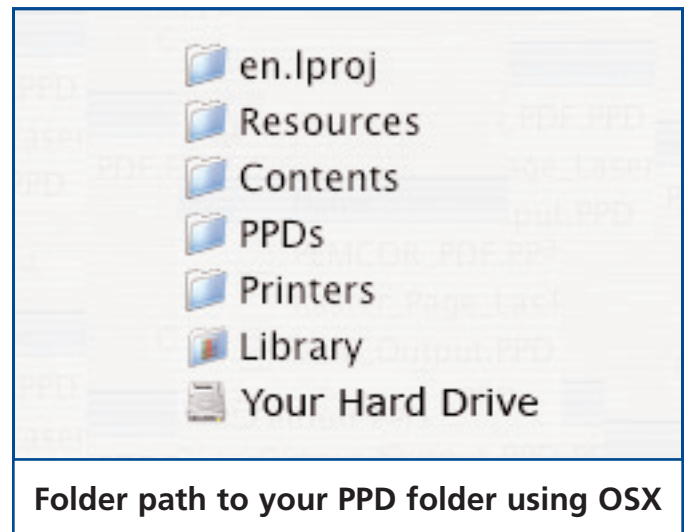 en.lproj
Resources
Contents
PPDs
Printers
Library
Your Hard Drive
Folder path to your PPD folder using OSX